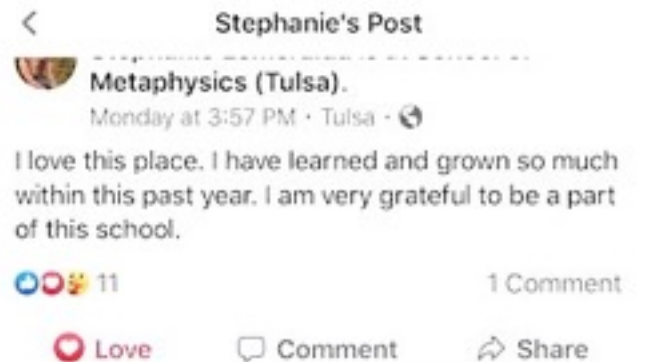 Stephanie's Post
Metaphysics (Tulsa).
Monday at 3:57 PM · Tulsa ·
I love this place. I have learned and grown so much
within this past year. I am very grateful to be a part
of this school.
11 1 Comment
Love Comment Share